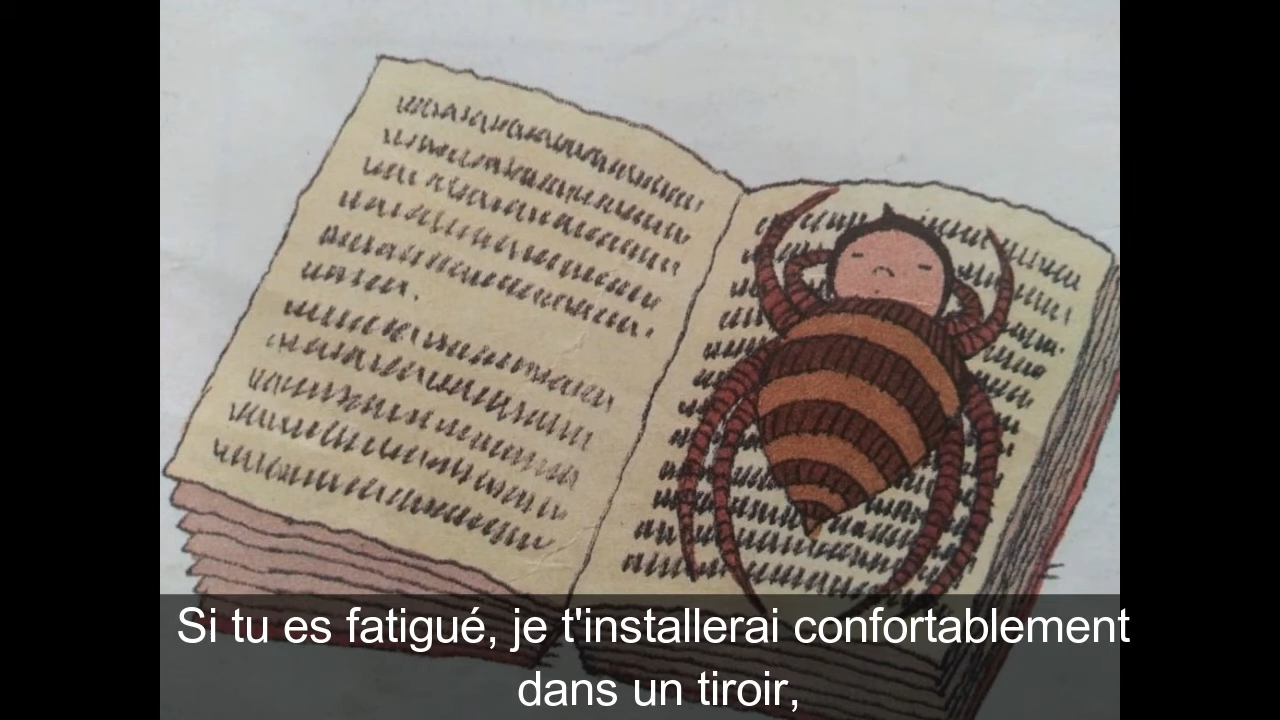 Si tu es fatigué, je t'installerai confortablement
dans un tiroir,